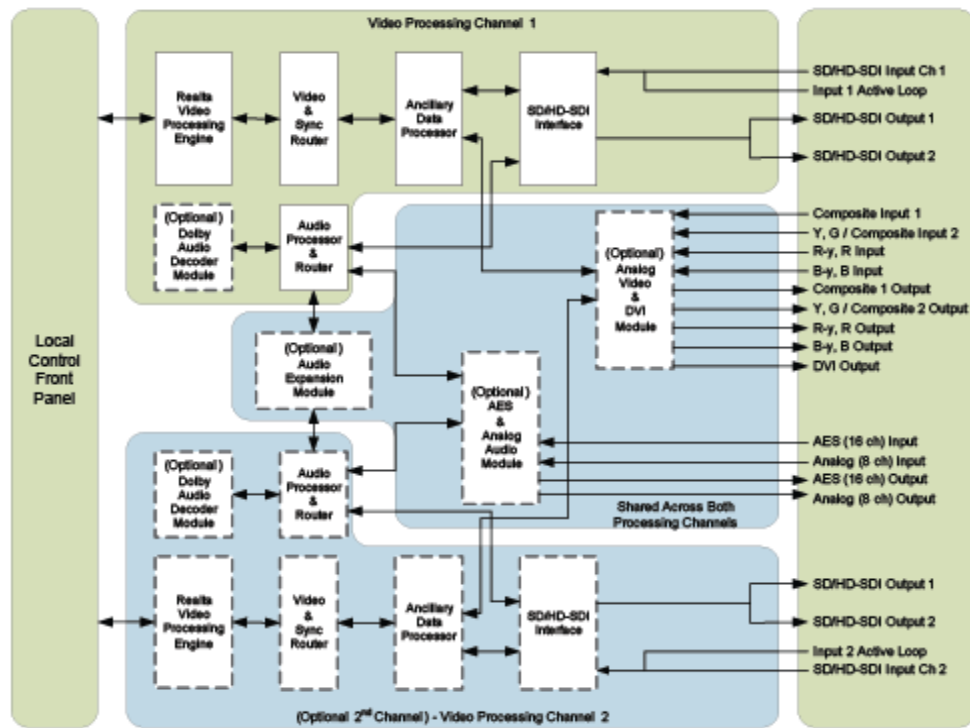 Video Processing Channel 1
Local
Control
Front
Panel
Realta
Video
Processing
Engine
Video
&
Sync
Router
Ancillary
Data
Processor
SD/HD-SDI
Interface
SD/HD-SDI Input Ch 1
Input 1 Active Loop
SD/HD-SDI Output 1
SD/HD-SDI Output 2
(Optional)
Dolby
Audio
Decoder
Module
Audio
Processor
&
Router
(Optional)
Analog
Video
&
DVI
Module
Composite Input 1
Y, G / Composite Input 2
R-y, R Input
B-y, B Input
Composite 1 Output
Y, G / Composite 2 Output
R-y, R Output
B-y, B Output
DVI Output
(Optional)
Audio
Expansion
Module
(Optional)
AES
&
Analog
Audio
Module
AES (16 ch) Input
Analog (8 ch) Input
AES (16 ch) Output
Analog (8 ch) Output
Shared Across Both
Processing Channels
(Optional)
Dolby
Audio
Decoder
Module
Audio
Processor
&
Router
Realta
Video
Processing
Engine
Video
&
Sync
Router
Ancillary
Data
Processor
SD/HD-SDI
Interface
SD/HD-SDI Output 1
SD/HD-SDI Output 2
Input 2 Active Loop
SD/HD-SDI Input Ch 2
(Optional 2nd Channel) - Video Processing Channel 2